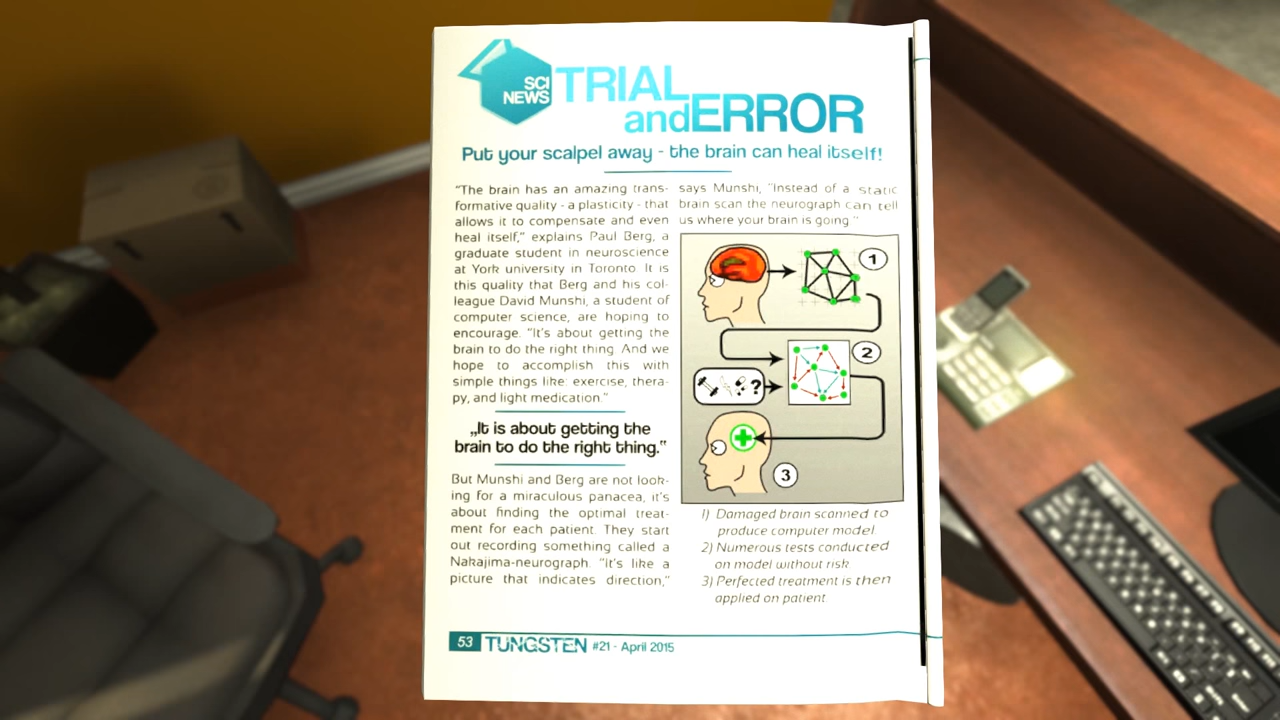 SCI
NEWS
TRIAL
and ERROR
Put your scalpel away - the brain can heal itself!
"The brain has an amazing trans-
formative quality - a plasticity - that
allows it to compensate and even
heal itself," explains Paul Berg, a
graduate student in neuroscience
at York university in Toronto. It is
this quality that Berg and his col-
league David Munshi, a student of
computer science, are hoping to
encourage. "It's about getting the
brain to do the right thing. And we
hope to accomplish this with
simple things like: exercise, thera-
py, and light medication."
„It is about getting the
brain to do the right thing."
But Munshi and Berg are not look-
ing for a miraculous panacea, it's
about finding the optimal treat-
ment for each patient. They start
out recording something called a
Nakajima-neurograph. "It's like a
picture that indicates direction,"
says Munshi, "Instead of a static
brain scan the neurograph can tell
us where your brain is going."
1
2
?
3
1) Damaged brain scanned to
produce computer model.
2) Numerous tests conducted
on model without risk
3) Perfected treatment is then
applied on patient
53 TUNGSTEN #21 - April 2015